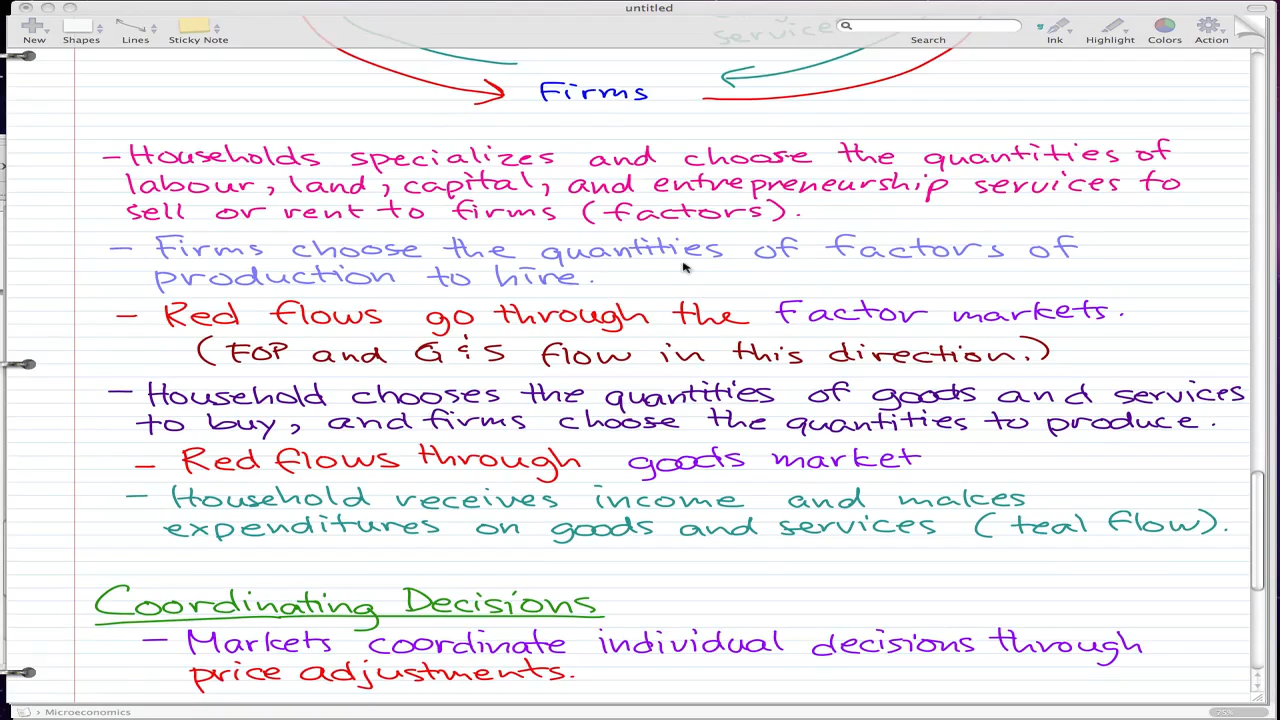 untitled
New Shapes Lines Sticky Note Search Ink Highlight Colors Action
service
Firms
- Households specializes and choose the quantities of
labour, land, capital, and entrepreneurship services to
sell or rent to firms (factors).
- Firms choose the quantities of factors of
production to hire.
- Red flows go through the Factor markets.
(FOP and G & S flow in this direction.)
- Household chooses the quantities of goods and services
to buy, and firms choose the quantities to produce.
- Red flows through goods market
- Household receives income and makes
expenditures on goods and services (teal flow).
Coordinating Decisions
- Markets coordinate individual decisions through
price adjustments.
Microeconomics